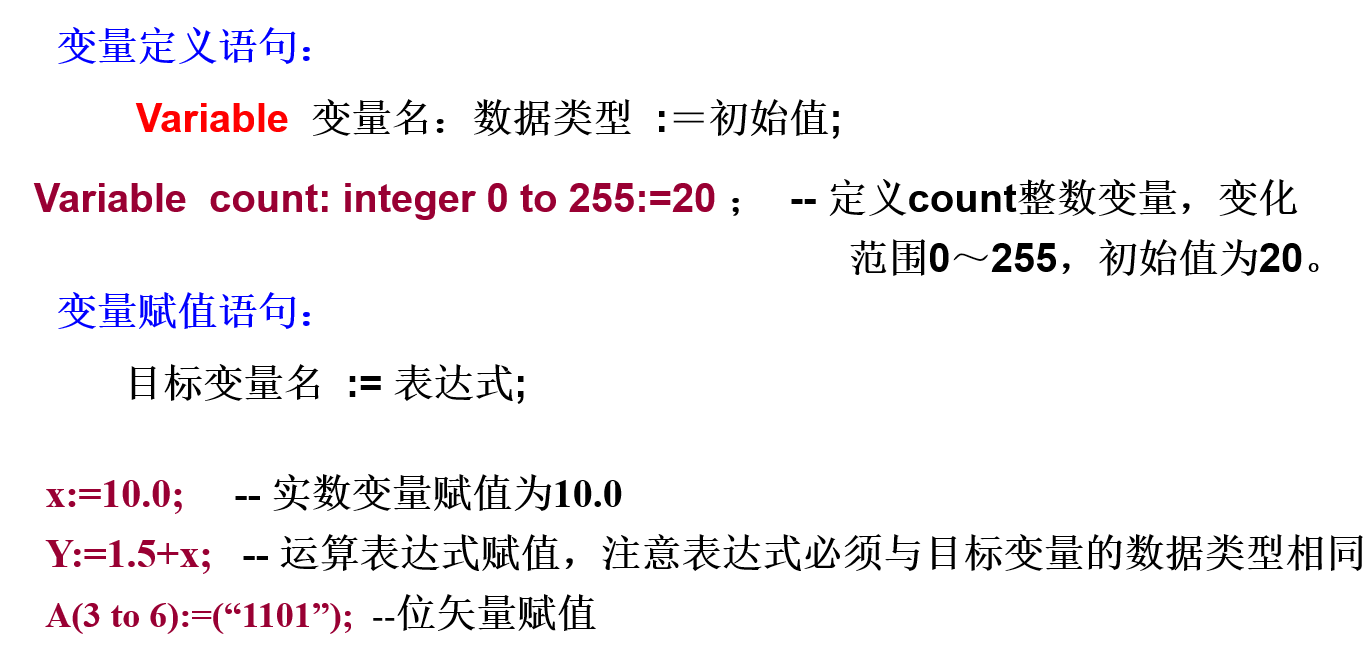 变量定义语句：
Variable 变量名：数据类型 :＝初始值;
Variable count: integer 0 to 255:=20 ； -- 定义count整数变量，变化
范围0～255，初始值为20。
变量赋值语句：
目标变量名 := 表达式;
x:=10.0; -- 实数变量赋值为10.0
Y:=1.5+x; -- 运算表达式赋值，注意表达式必须与目标变量的数据类型相同
A(3 to 6):=(“1101”); --位矢量赋值